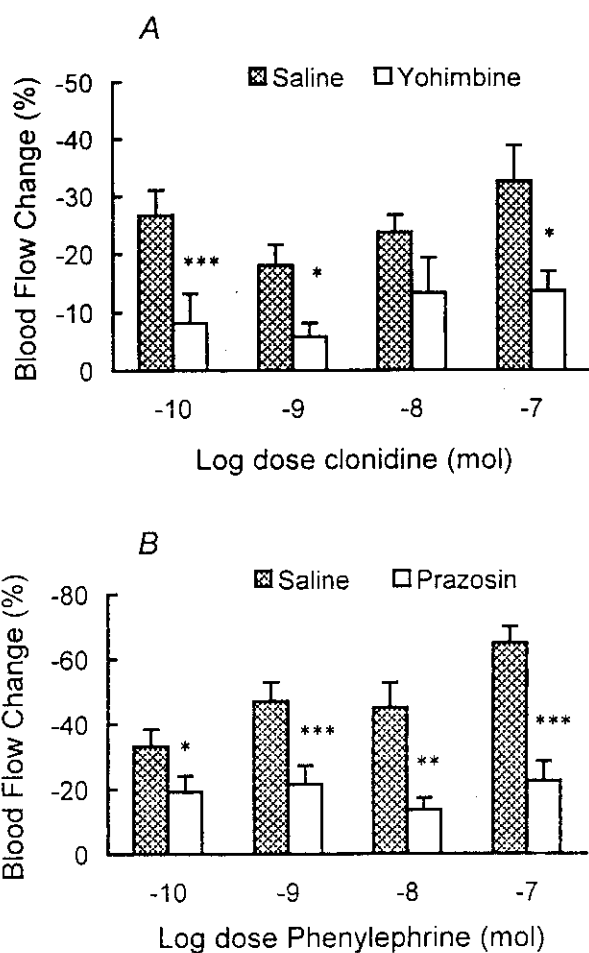 A
Saline Yohimbine
Blood Flow Change (%)
-50
-40
-30
-20
-10
0
*** * *
-10 -9 -8 -7
Log dose clonidine (mol)
B
Saline Prazosin
Blood Flow Change (%)
-80
-60
-40
-20
0
* *** ** ***
-10 -9 -8 -7
Log dose Phenylephrine (mol)